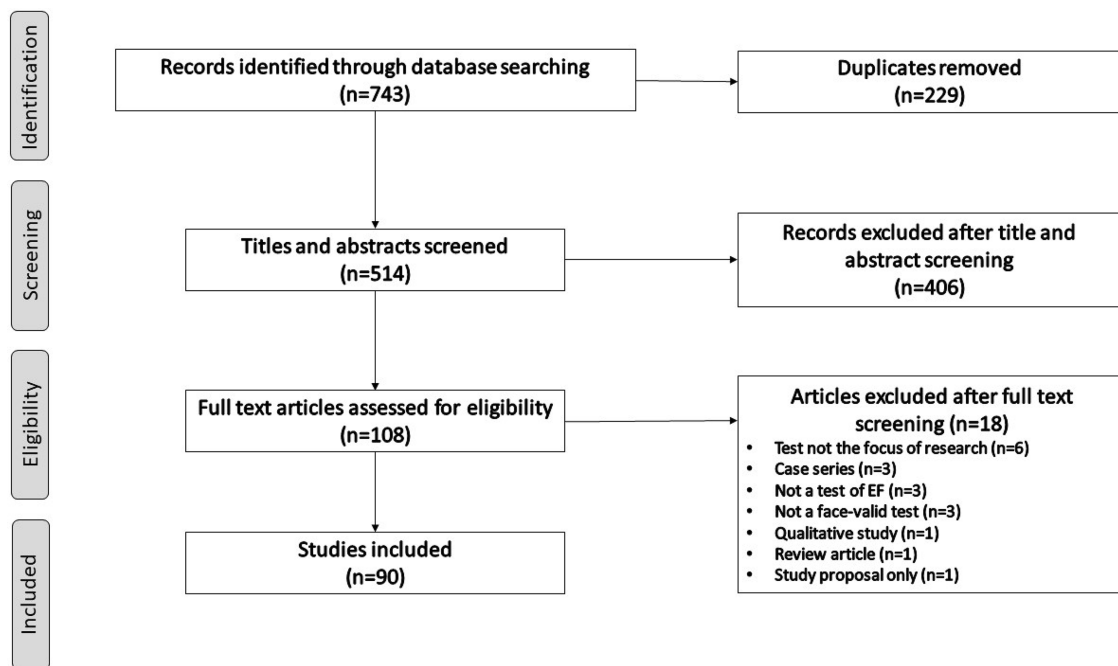 Identification
Records identified through database searching
(n=743)
Duplicates removed
(n=229)
Screening
Titles and abstracts screened
(n=514)
Records excluded after title and
abstract screening
(n=406)
Eligibility
Full text articles assessed for eligibility
(n=108)
Articles excluded after full text
screening (n=18)
• Test not the focus of research (n=6)
• Case series (n=3)
• Not a test of EF (n=3)
• Not a face-valid test (n=3)
• Qualitative study (n=1)
• Review article (n=1)
• Study proposal only (n=1)
Included
Studies included
(n=90)